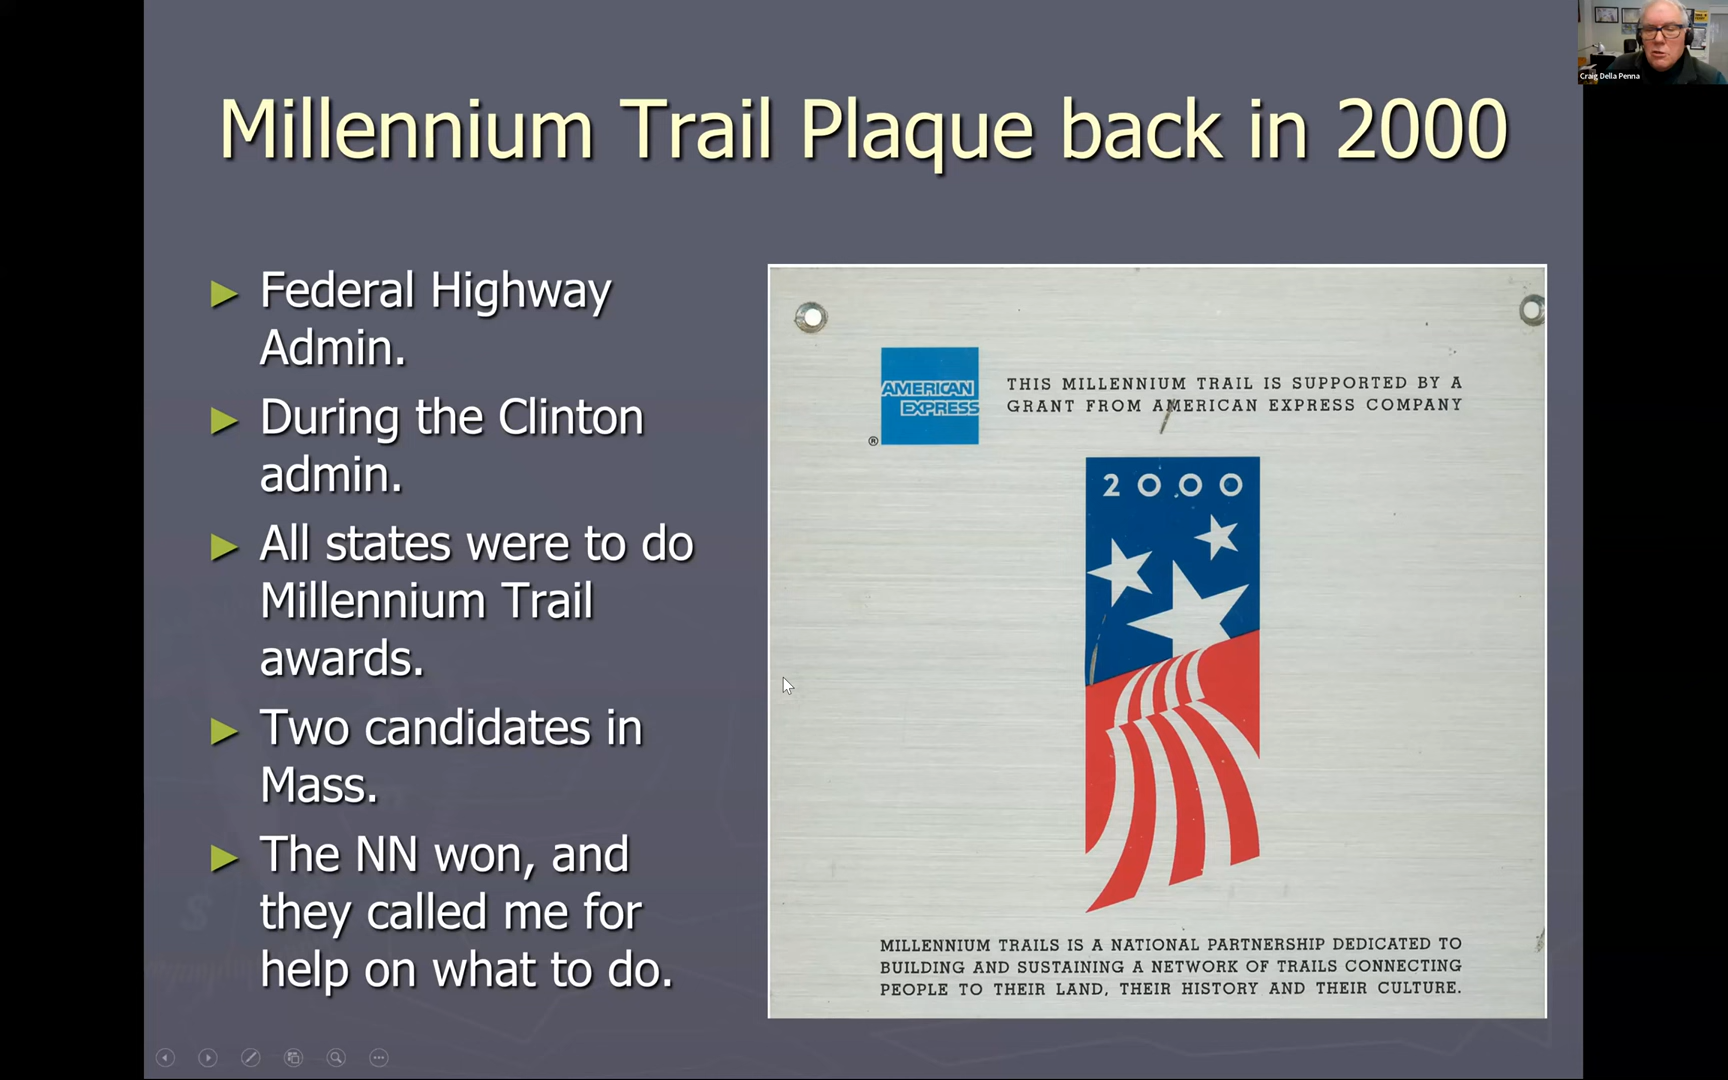 Craig Della Penna
Millennium Trail Plaque back in 2000
Federal Highway
Admin.
During the Clinton
admin.
All states were to do
Millennium Trail
awards.
Two candidates in
Mass.
The NN won, and
they called me for
help on what to do.
AMERICAN
EXPRESS
®
THIS MILLENNIUM TRAIL IS SUPPORTED BY A
GRANT FROM AMERICAN EXPRESS COMPANY
2000
MILLENNIUM TRAILS IS A NATIONAL PARTNERSHIP DEDICATED TO
BUILDING AND SUSTAINING A NETWORK OF TRAILS CONNECTING
PEOPLE TO THEIR LAND, THEIR HISTORY AND THEIR CULTURE.